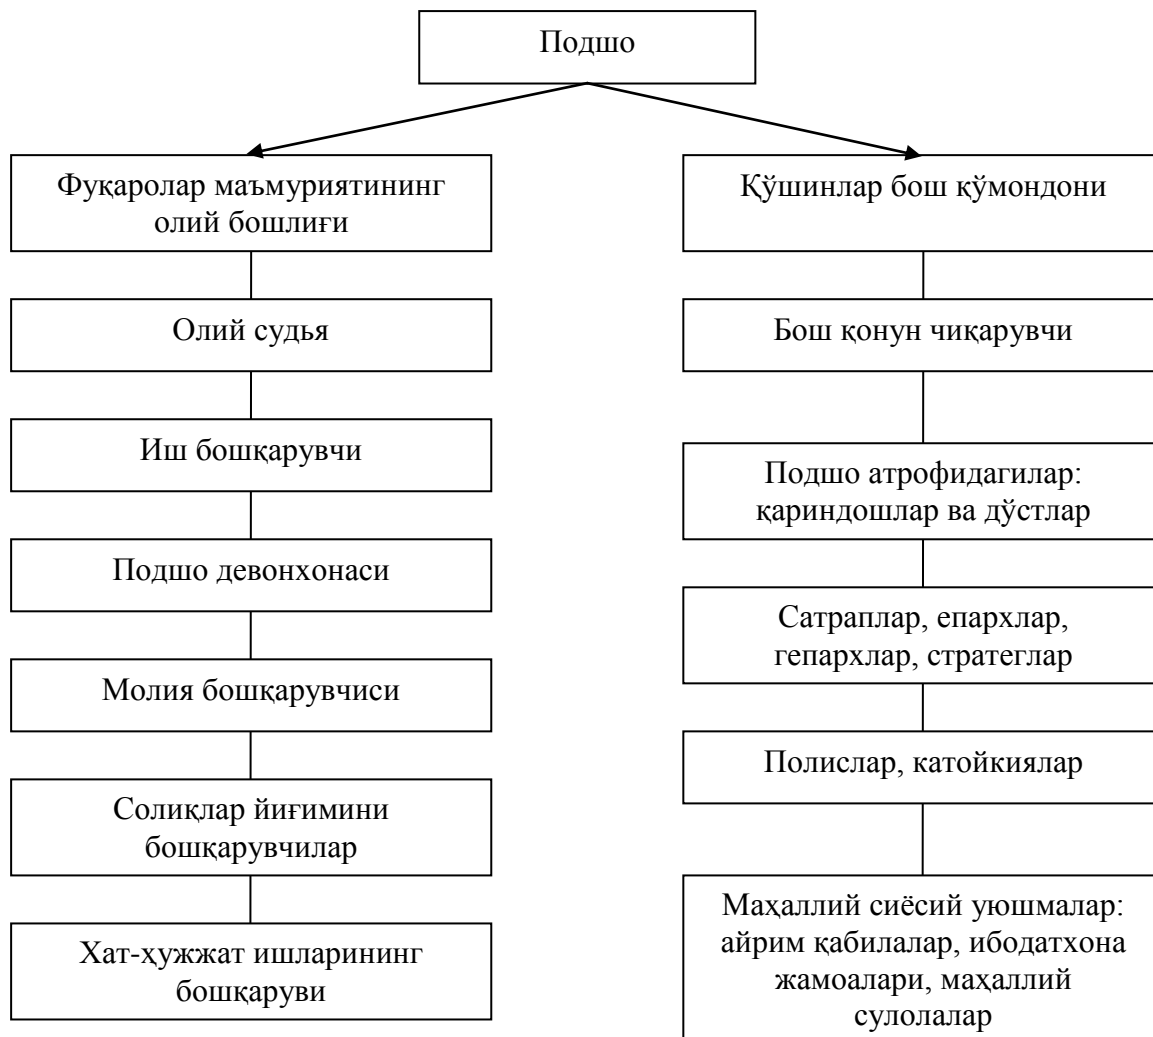 Подшо
Фуқаролар маъмуриятининг
олий бошлиғи
Олий судья
Иш бошқарувчи
Подшо девонхонаси
Молия бошқарувчиси
Солиқлар йиғимини
бошқарувчилар
Хат-ҳужжат ишларининг
бошқаруви
Қўшинлар бош қўмондони
Бош қонун чиқарувчи
Подшо атрофидагилар:
қариндошлар ва дўстлар
Сатраплар, епархлар,
гепархлар, стратеглар
Полислар, катойкиялар
Маҳаллий сиёсий уюшмалар:
айрим қабилалар, ибодатхона
жамоалари, маҳаллий
сулолалар